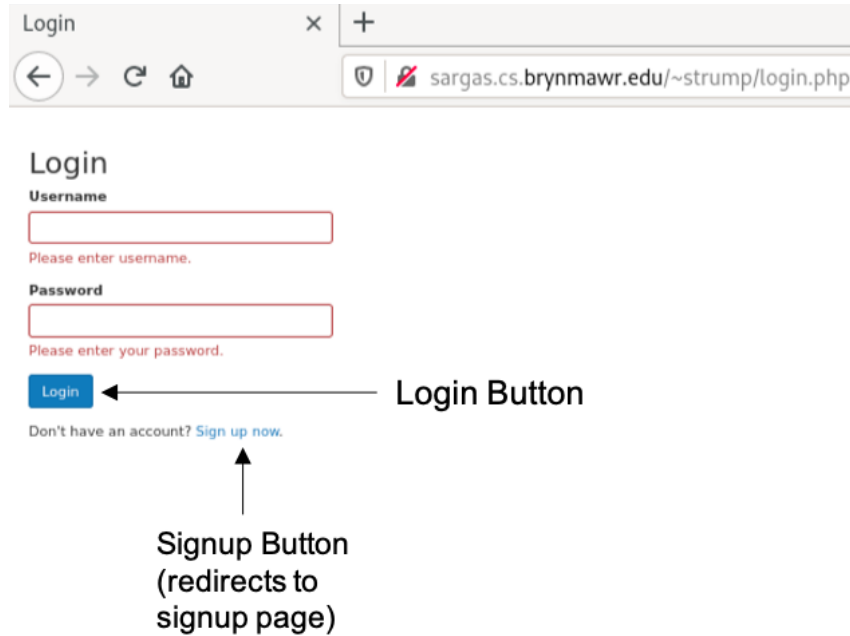 Login
sargas.cs.brynmawr.edu/~strump/login.php
Login
Username
Please enter username.
Password
Please enter your password.
Login
Login Button
Don't have an account? Sign up now.
Signup Button
(redirects to
signup page)